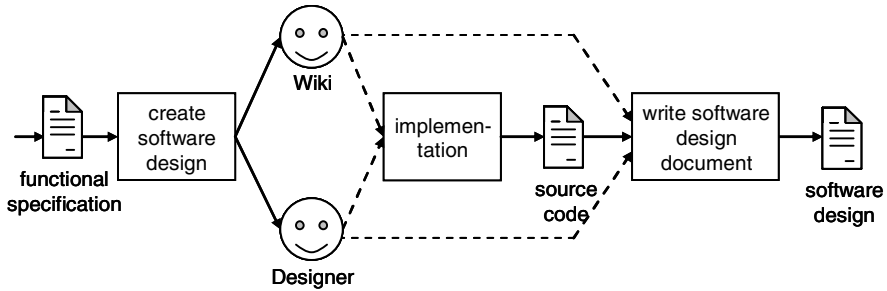 Wiki
create
software
design
functional
specification
implemen-
tation
source
code
write software
design
document
software
design
Designer